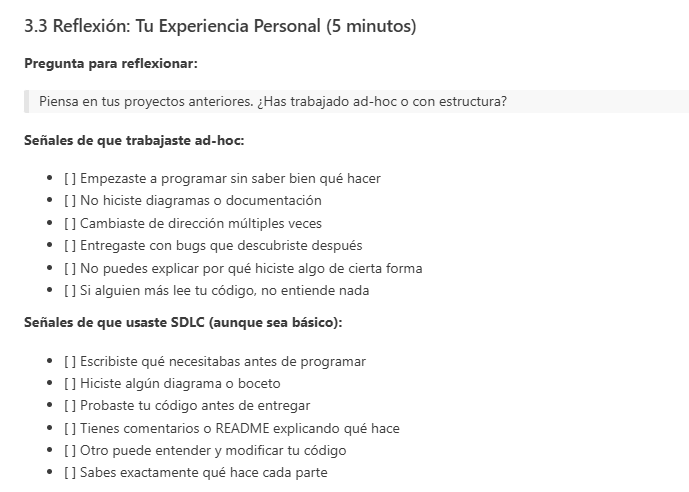 3.3 Reflexión: Tu Experiencia Personal (5 minutos)
Pregunta para reflexionar:
Piensa en tus proyectos anteriores. ¿Has trabajado ad-hoc o con estructura?
Señales de que trabajaste ad-hoc:
• [ ] Empezaste a programar sin saber bien qué hacer
• [ ] No hiciste diagramas o documentación
• [ ] Cambiaste de dirección múltiples veces
• [ ] Entregaste con bugs que descubriste después
• [ ] No puedes explicar por qué hiciste algo de cierta forma
• [ ] Si alguien más lee tu código, no entiende nada
Señales de que usaste SDLC (aunque sea básico):
• [ ] Escribiste qué necesitabas antes de programar
• [ ] Hiciste algún diagrama o boceto
• [ ] Probaste tu código antes de entregar
• [ ] Tienes comentarios o README explicando qué hace
• [ ] Otro puede entender y modificar tu código
• [ ] Sabes exactamente qué hace cada parte